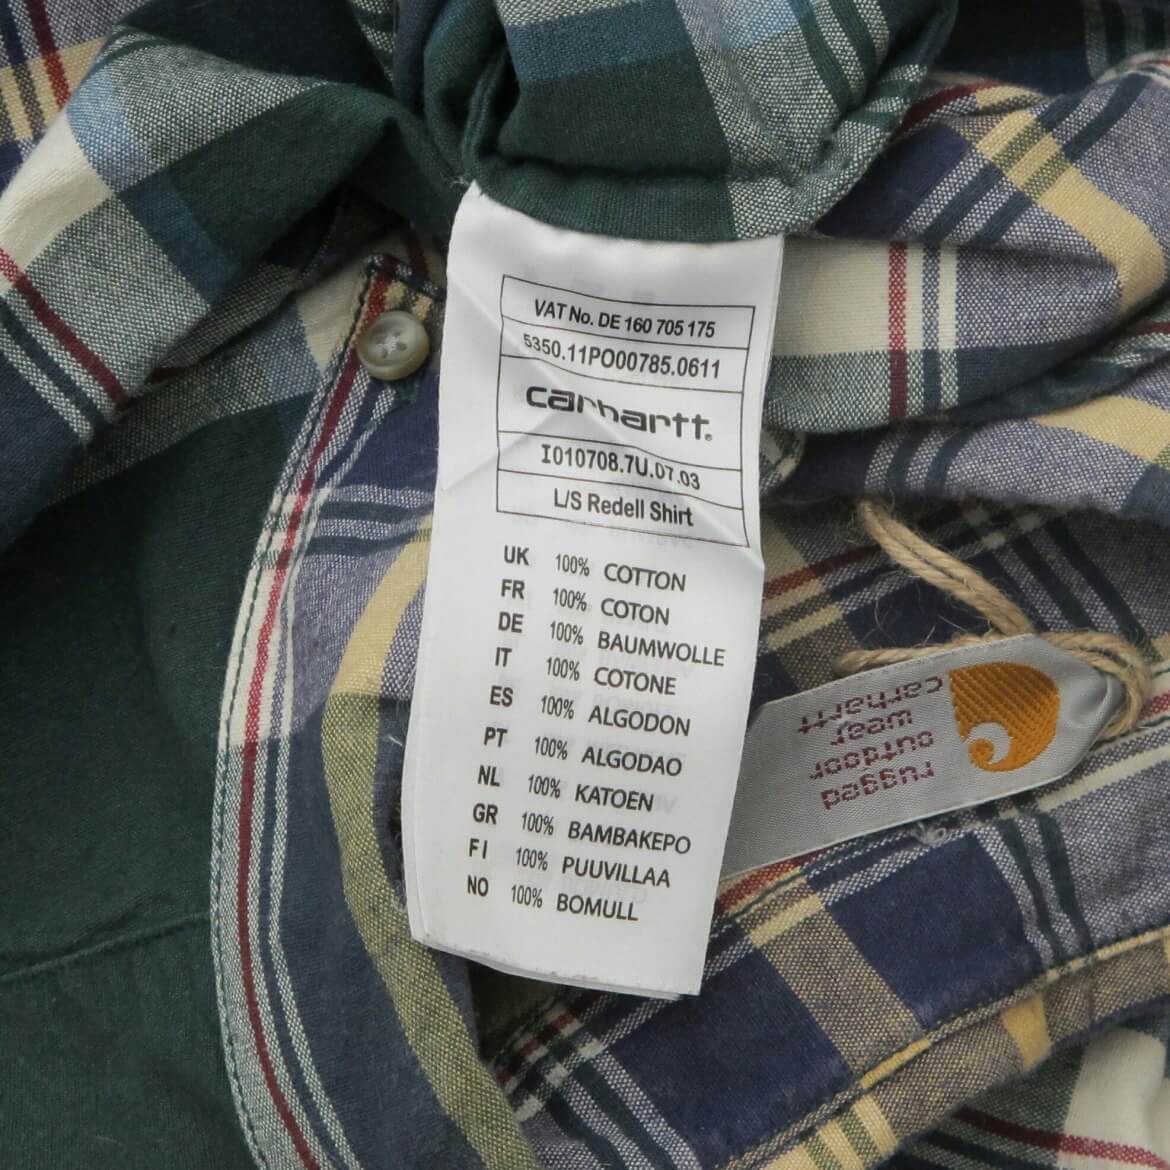 VAT No. DE 160 705 175
5350.11PO00785.0611
carhartt.
I010708.7U.07.03
L/S Redell Shirt
UK 100% COTTON
FR 100% COTON
DE 100% BAUMWOLLE
IT 100% COTONE
ES 100% ALGODON
PT 100% ALGODAO
NL 100% KATOEN
GR 100% BAMBAKEPO
FI 100% PUUVILLAA
NO 100% BOMULL
rugged
outdoor
wear
carhartt